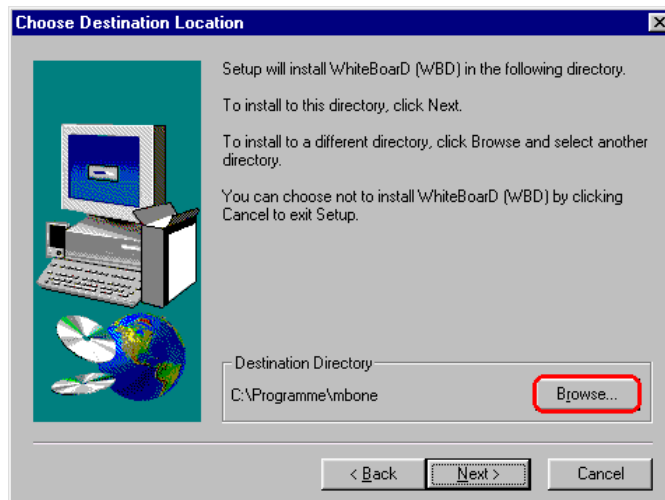 Choose Destination Location
Setup will install WhiteBoarD (WBD) in the following directory.
To install to this directory, click Next.
To install to a different directory, click Browse and select another
directory.
You can choose not to install WhiteBoarD (WBD) by clicking
Cancel to exit Setup.
Destination Directory
C:\Programme\mbone
Browse...
< Back
Next >
Cancel